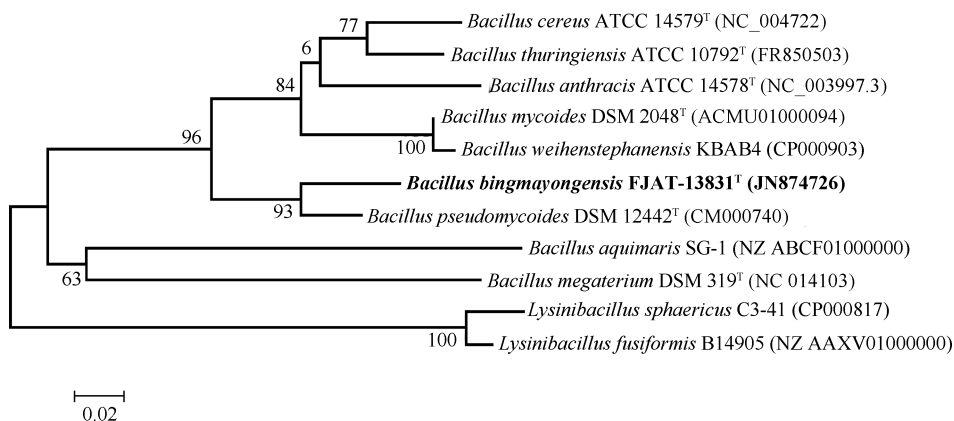 77 Bacillus cereus ATCC 14579ᵀ (NC_004722)
6 Bacillus thuringiensis ATCC 10792ᵀ (FR850503)
84 Bacillus anthracis ATCC 14578ᵀ (NC_003997.3)
Bacillus mycoides DSM 2048ᵀ (ACMU01000094)
96 100 Bacillus weihenstephanensis KBAB4 (CP000903)
Bacillus bingmayongensis FJAT-13831ᵀ (JN874726)
93 Bacillus pseudomycoides DSM 12442ᵀ (CM000740)
Bacillus aquimaris SG-1 (NZ ABCF01000000)
63 Bacillus megaterium DSM 319ᵀ (NC 014103)
Lysinibacillus sphaericus C3-41 (CP000817)
100 Lysinibacillus fusiformis B14905 (NZ AAXV01000000)
0.02